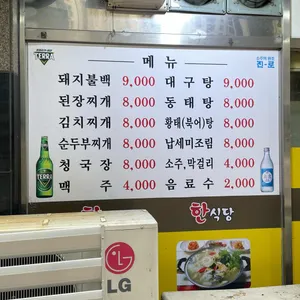 TERRA
메뉴
진로
돼지불백 9,000 대구탕 9,000
된장찌개 8,000 동태탕 8,000
김치찌개 8,000 황태(북어)탕 8,000
순두부찌개 8,000 납세미조림 8,000
청국장 8,000 소주,막걸리 4,000
맥주 4,000 음료수 2,000
한식당
LG